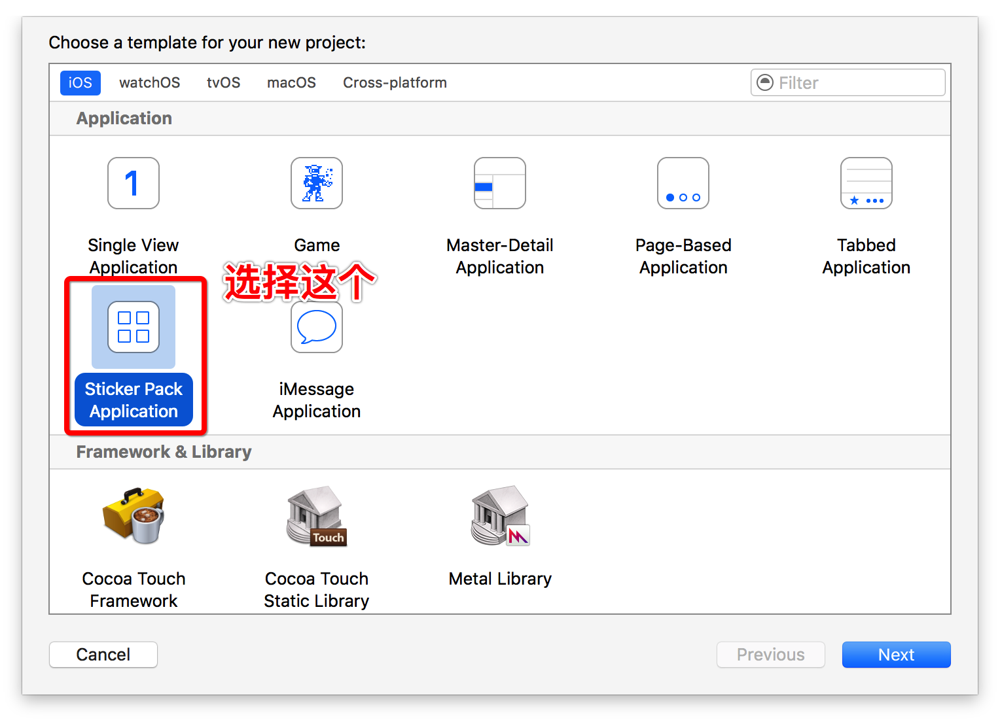 Choose a template for your new project:
iOS watchOS tvOS macOS Cross-platform Filter
Application
1
Single View
Application
Game
Master-Detail
Application
Page-Based
Application
Tabbed
Application
选择这个
Sticker Pack
Application
iMessage
Application
Framework & Library
Touch
Cocoa Touch
Framework
Cocoa Touch
Static Library
Metal Library
Cancel Previous Next